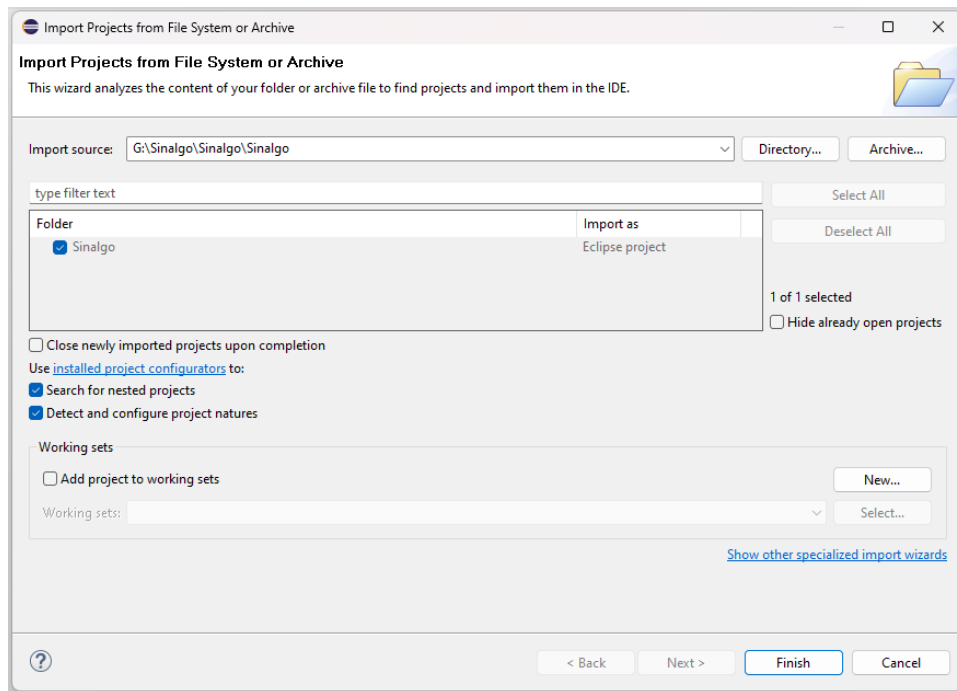 Import Projects from File System or Archive
Import Projects from File System or Archive
This wizard analyzes the content of your folder or archive file to find projects and import them in the IDE.
Import source: G:\Sinalgo\Sinalgo\Sinalgo Directory... Archive...
type filter text Select All
Folder Import as Deselect All
Sinalgo Eclipse project
1 of 1 selected
Hide already open projects
Close newly imported projects upon completion
Use installed project configurators to:
Search for nested projects
Detect and configure project natures
Working sets
Add project to working sets New...
Working sets: Select...
Show other specialized import wizards
? < Back Next > Finish Cancel